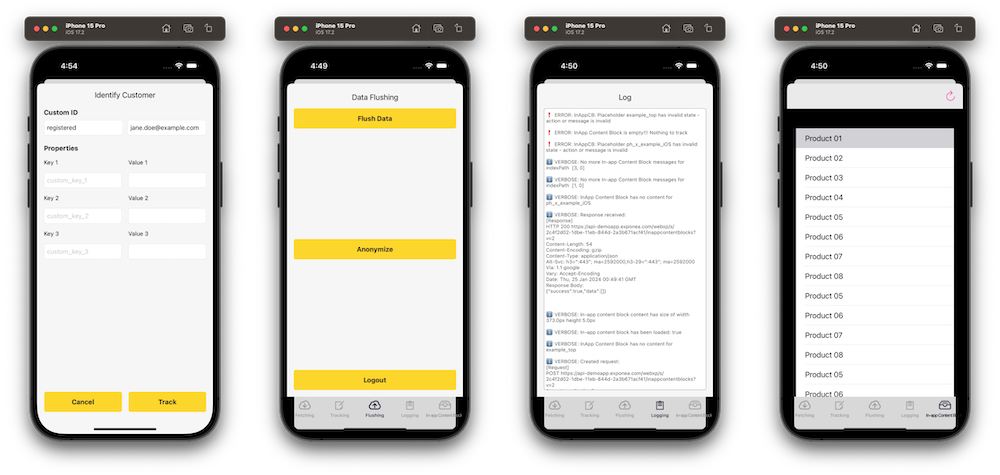 iPhone 15 Pro
iOS 17.2
4:54
Identify Customer
Custom ID
registered
jane.doe@example.com
Properties
Key 1
Value 1
custom_key_1
Key 2
Value 2
custom_key_2
Key 3
Value 3
custom_key_3
Cancel
Track
iPhone 15 Pro
iOS 17.2
4:49
Data Flushing
Flush Data
Anonymize
Logout
Fetching
Tracking
Flushing
Logging
In-app Content Bloc
iPhone 15 Pro
iOS 17.2
4:50
Log
ERROR: InAppCB: Placeholder example_top has invalid state -
action or message is invalid
ERROR: InApp Content Block is empty!!! Nothing to track
ERROR: InAppCB: Placeholder ph_x_example_iOS has invalid
state - action or message is invalid
VERBOSE: No more In-app Content Block messages for
indexPath [3, 0]
VERBOSE: No more In-app Content Block messages for
indexPath [1, 0]
VERBOSE: InApp Content Block has no content for
ph_x_example_iOS
VERBOSE: Response received:
[Response]
HTTP 200 https://api-demoapp.exponea.com/webxp/s/
2c4f2d02-1dbe-11eb-844d-2a3b671acf41/inappcontentblocks?
v=2
Content-Length: 54
Content-Encoding: gzip
Content-Type: application/json
Alt-Svc: h3=":443"; ma=2592000,h3-29=":443"; ma=2592000
Via: 1.1 google
Vary: Accept-Encoding
Date: Thu, 25 Jan 2024 00:49:41 GMT
Response Body:
{"success":true,"data":[]}
VERBOSE: In-app content block content has size of width
373.0px height 5.0px
VERBOSE: In-app content block has been loaded: true
VERBOSE: InApp Content Block has no content for
example_top
VERBOSE: Created request:
[Request]
POST https://api-demoapp.exponea.com/webxp/s/
2c4f2d02-1dbe-11eb-844d-2a3b671acf41/inappcontentblocks?
v=2
Fetching
Tracking
Flushing
Logging
In-app Content Bloc
iPhone 15 Pro
iOS 17.2
4:50
Product 01
Product 02
Product 03
Product 04
Product 05
Product 06
Product 07
Product 08
Product 05
Product 06
Product 07
Product 08
Product 05
Product 06
Fetching
Tracking
Flushing
Logging
In-app Content Bl